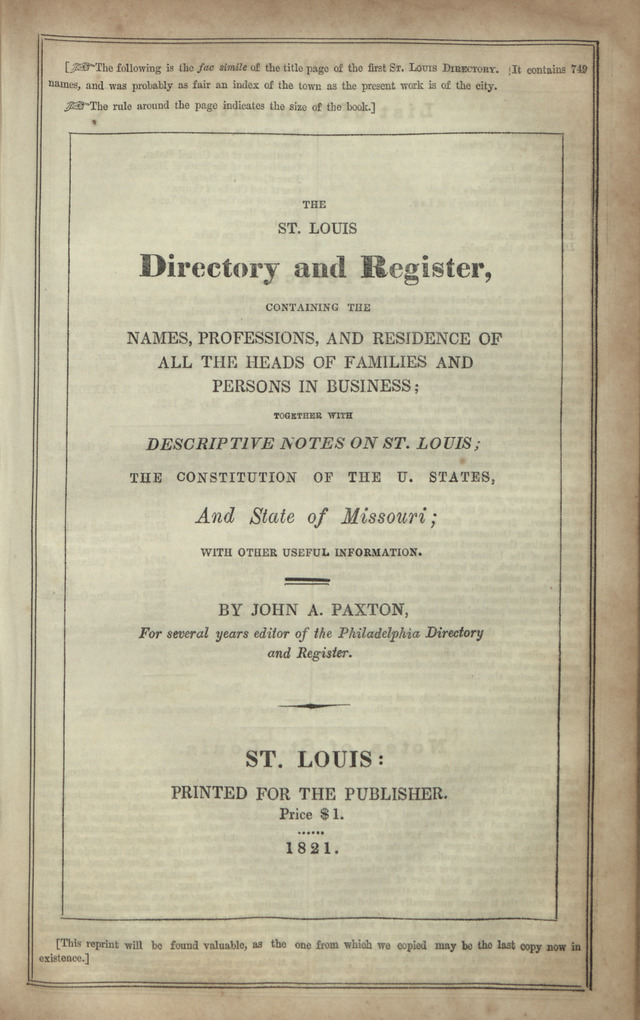 [☞The following is the fac simile of the title page of the first St. Louis Directory. It contains 749
names, and was probably as fair an index of the town as the present work is of the city.
☞The rule around the page indicates the size of the book.]
THE
ST. LOUIS
Directory and Register,
CONTAINING THE
NAMES, PROFESSIONS, AND RESIDENCE OF
ALL THE HEADS OF FAMILIES AND
PERSONS IN BUSINESS;
TOGETHER WITH
DESCRIPTIVE NOTES ON ST. LOUIS;
THE CONSTITUTION OF THE U. STATES,
And State of Missouri;
WITH OTHER USEFUL INFORMATION.
BY JOHN A. PAXTON,
For several years editor of the Philadelphia Directory
and Register.
ST. LOUIS:
PRINTED FOR THE PUBLISHER.
Price $1.
......
1821.
[This reprint will be found valuable, as the one from which we copied may be the last copy now in
existence.]